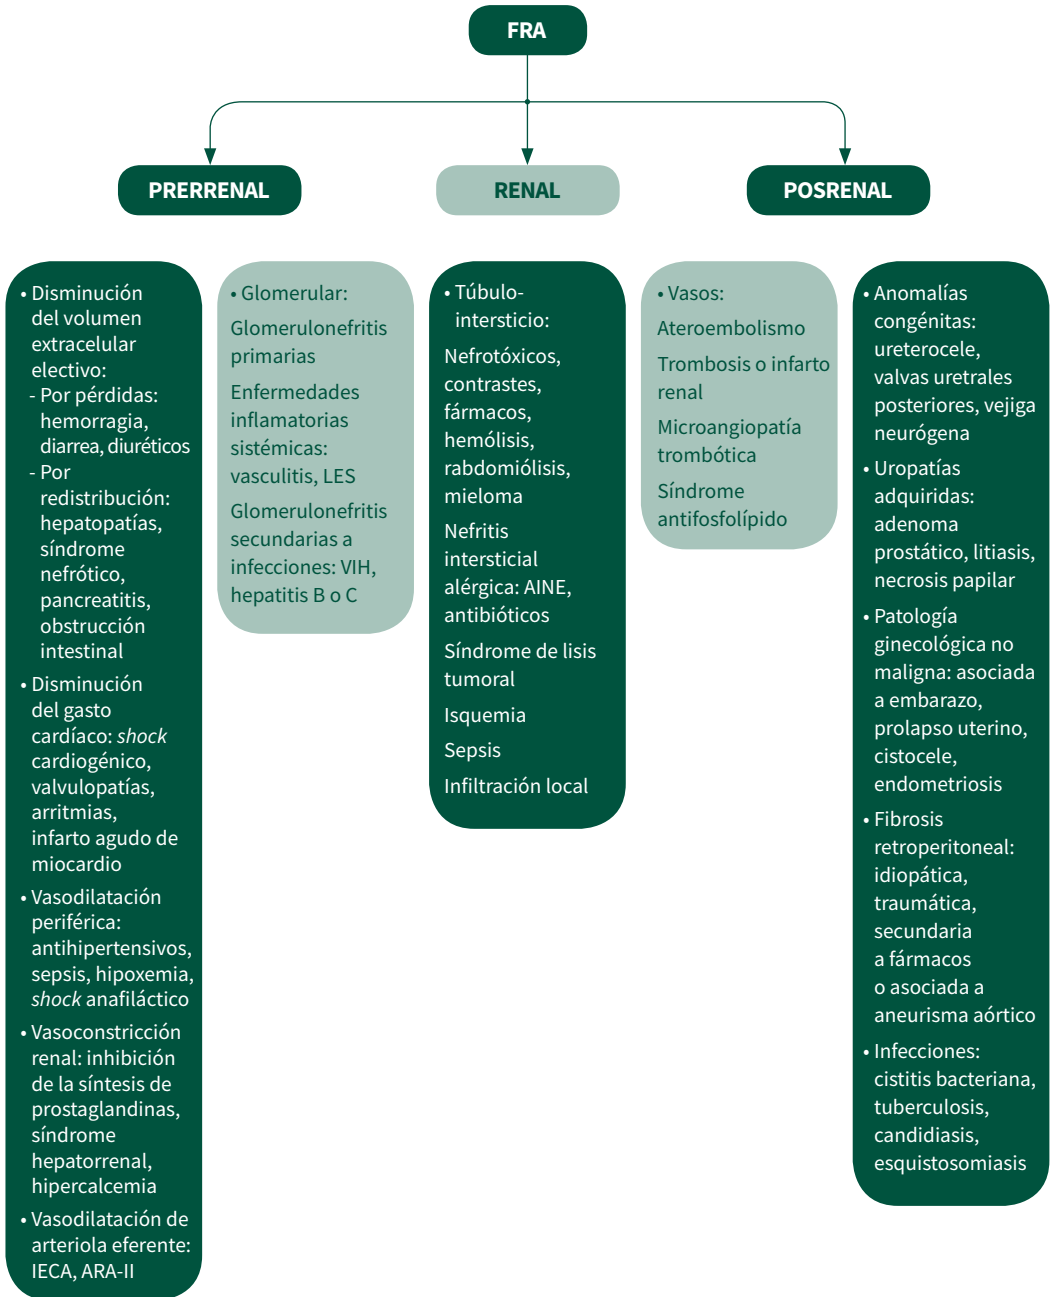 FRA
PRERRENAL
RENAL
POSRENAL
• Disminución
del volumen
extracelular
electivo:
- Por pérdidas:
hemorragia,
diarrea, diuréticos
- Por
redistribución:
hepatopatías,
síndrome
nefrótico,
pancreatitis,
obstrucción
intestinal
• Disminución
del gasto
cardíaco: shock
cardiogénico,
valvulopatías,
arritmias,
infarto agudo de
miocardio
• Vasodilatación
periférica:
antihipertensivos,
sepsis, hipoxemia,
shock anafiláctico
• Vasoconstricción
renal: inhibición
de la síntesis de
prostaglandinas,
síndrome
hepatorrenal,
hipercalcemia
• Vasodilatación de
arteriola eferente:
IECA, ARA-II
• Glomerular:
Glomerulonefritis
primarias
Enfermedades
inflamatorias
sistémicas:
vasculitis, LES
Glomerulonefritis
secundarias a
infecciones: VIH,
hepatitis B o C
• Túbulo-
intersticio:
Nefrotóxicos,
contrastes,
fármacos,
hemólisis,
rabdomiólisis,
mieloma
Nefritis
intersticial
alérgica: AINE,
antibióticos
Síndrome de lisis
tumoral
Isquemia
Sepsis
Infiltración local
• Vasos:
Ateroembolismo
Trombosis o infarto
renal
Microangiopatía
trombótica
Síndrome
antifosfolípido
• Anomalías
congénitas:
ureterocele,
valvas uretrales
posteriores, vejiga
neurógena
• Uropatías
adquiridas:
adenoma
prostático, litiasis,
necrosis papilar
• Patología
ginecológica no
maligna: asociada
a embarazo,
prolapso uterino,
cistocele,
endometriosis
• Fibrosis
retroperitoneal:
idiopática,
traumática,
secundaria
a fármacos
o asociada a
aneurisma aórtico
• Infecciones:
cistitis bacteriana,
tuberculosis,
candidiasis,
esquistosomiasis